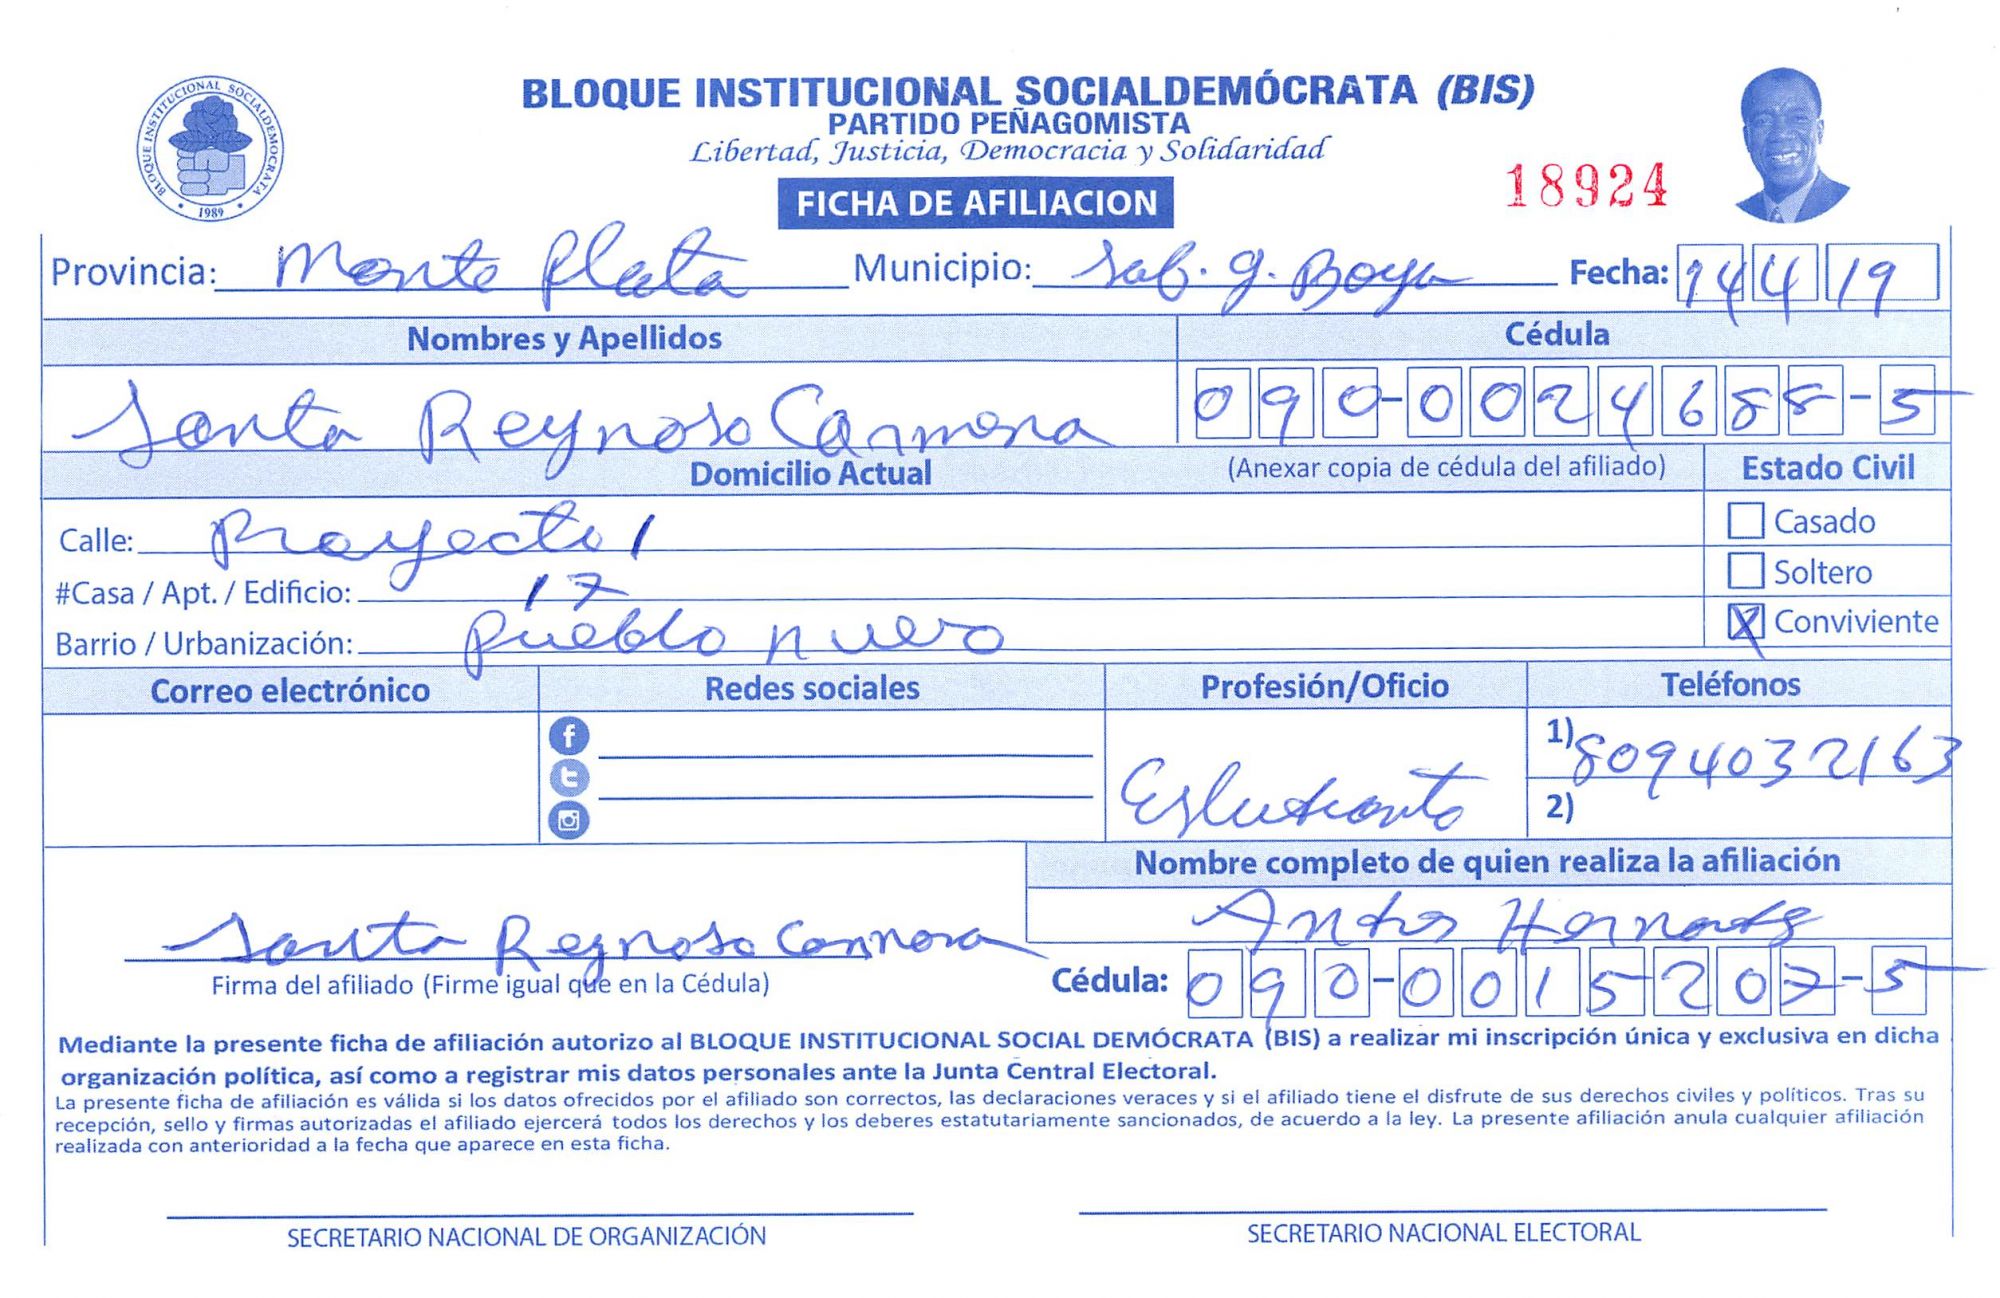 BLOQUE INSTITUCIONAL SOCIALDEMÓCRATA (BIS)
PARTIDO PEÑAGOMISTA
Libertad, Justicia, Democracia y Solidaridad
BLOQUE INSTITUCIONAL SOCIALDEMOCRATA
• 1989 •
18924
FICHA DE AFILIACION
Provincia: Monte Plata Municipio: Sab. g. Boya Fecha: 14 4 19
Nombres y Apellidos Cédula
Santa Reynoso Carmona 090-0024688-5
Domicilio Actual (Anexar copia de cédula del afiliado) Estado Civil
Calle: Proyecto 1 Casado
#Casa / Apt. / Edificio: 17 Soltero
Barrio / Urbanización: Pueblo nuevo X Conviviente
Correo electrónico Redes sociales Profesión/Oficio Teléfonos
1) 8094032163
Estudiante
2)
Nombre completo de quien realiza la afiliación
Santa Reynoso Carmona
Firma del afiliado (Firme igual que en la Cédula) Cédula: 090-0015207-5
Mediante la presente ficha de afiliación autorizo al BLOQUE INSTITUCIONAL SOCIAL DEMÓCRATA (BIS) a realizar mi inscripción única y exclusiva en dicha
organización política, así como a registrar mis datos personales ante la Junta Central Electoral.
La presente ficha de afiliación es válida si los datos ofrecidos por el afiliado son correctos, las declaraciones veraces y si el afiliado tiene el disfrute de sus derechos civiles y políticos. Tras su
recepción, sello y firmas autorizadas el afiliado ejercerá todos los derechos y los deberes estatutariamente sancionados, de acuerdo a la ley. La presente afiliación anula cualquier afiliación
realizada con anterioridad a la fecha que aparece en esta ficha.
SECRETARIO NACIONAL DE ORGANIZACIÓN SECRETARIO NACIONAL ELECTORAL